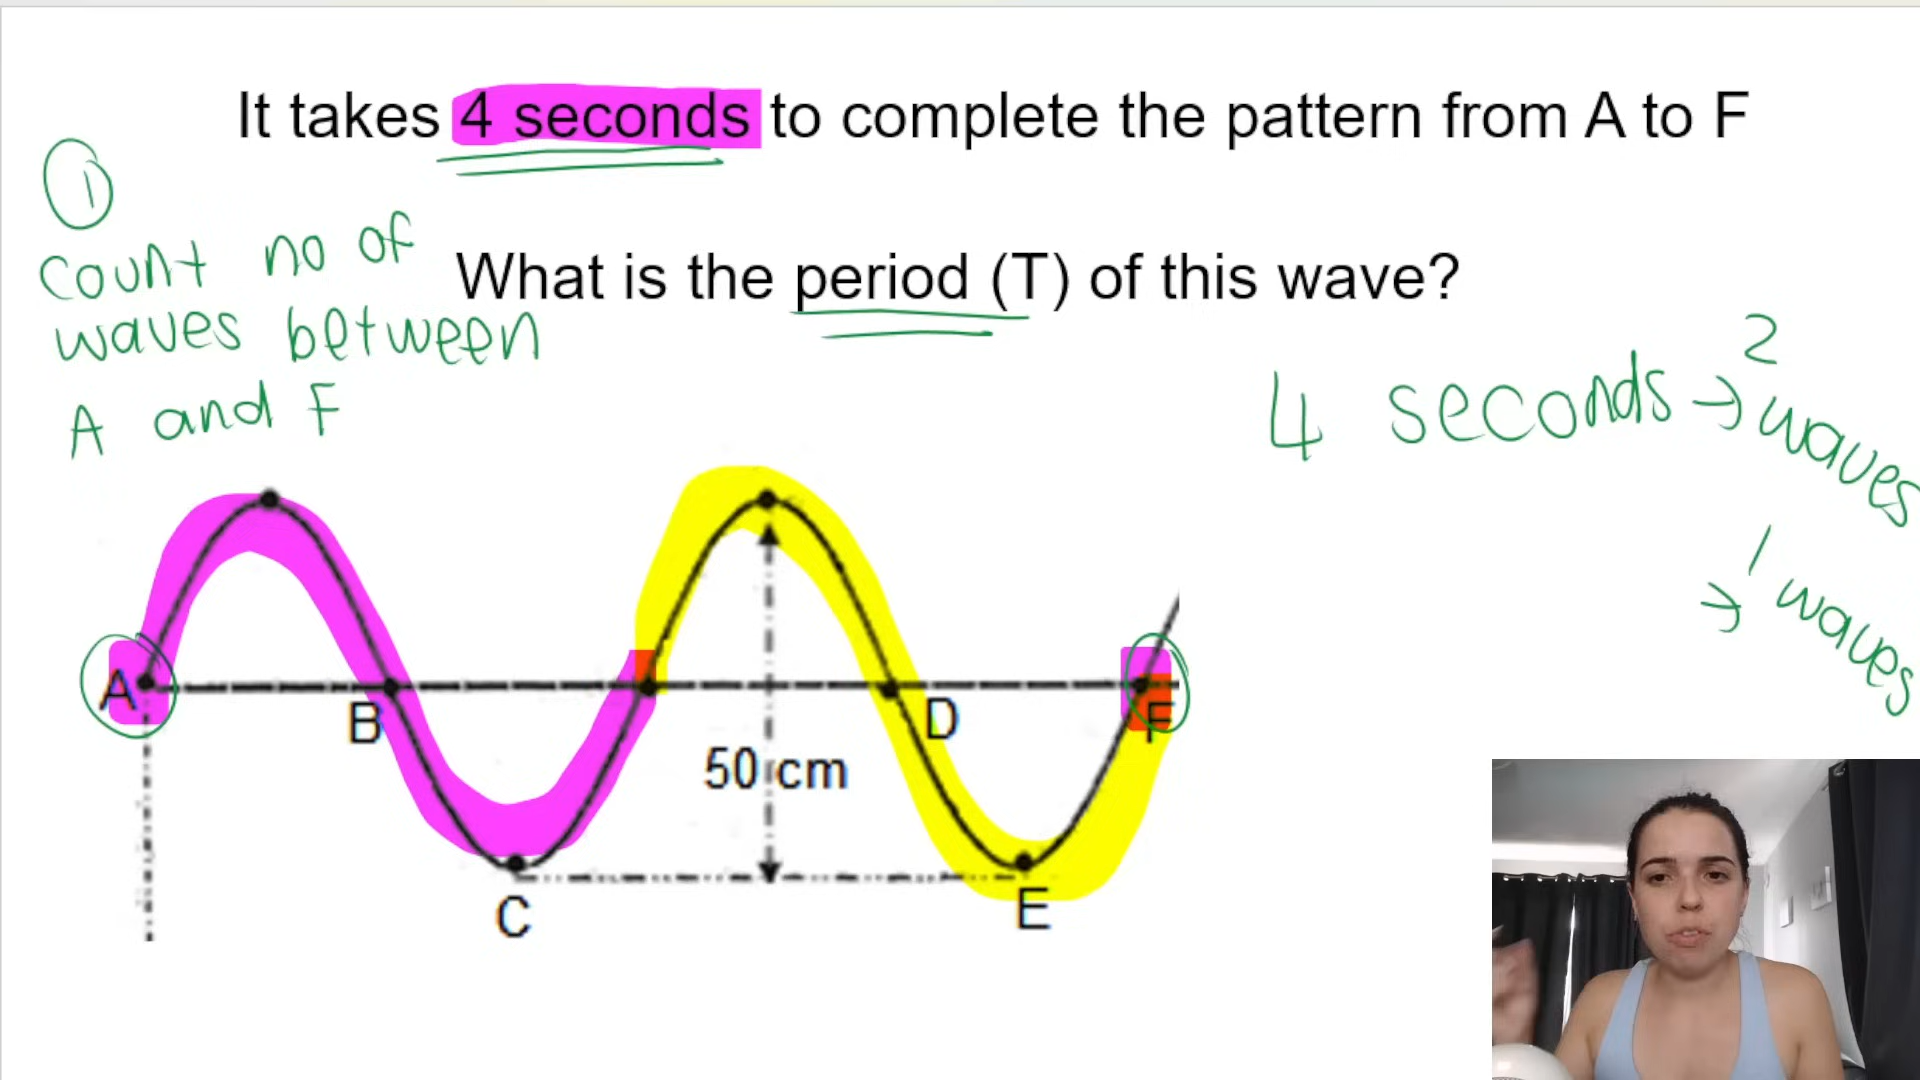 It takes 4 seconds to complete the pattern from A to F
1
count no of
waves between
A and F
What is the period (T) of this wave?
4 seconds → 2 waves
→ 1 waves
A
B
D
F
50 cm
C
E